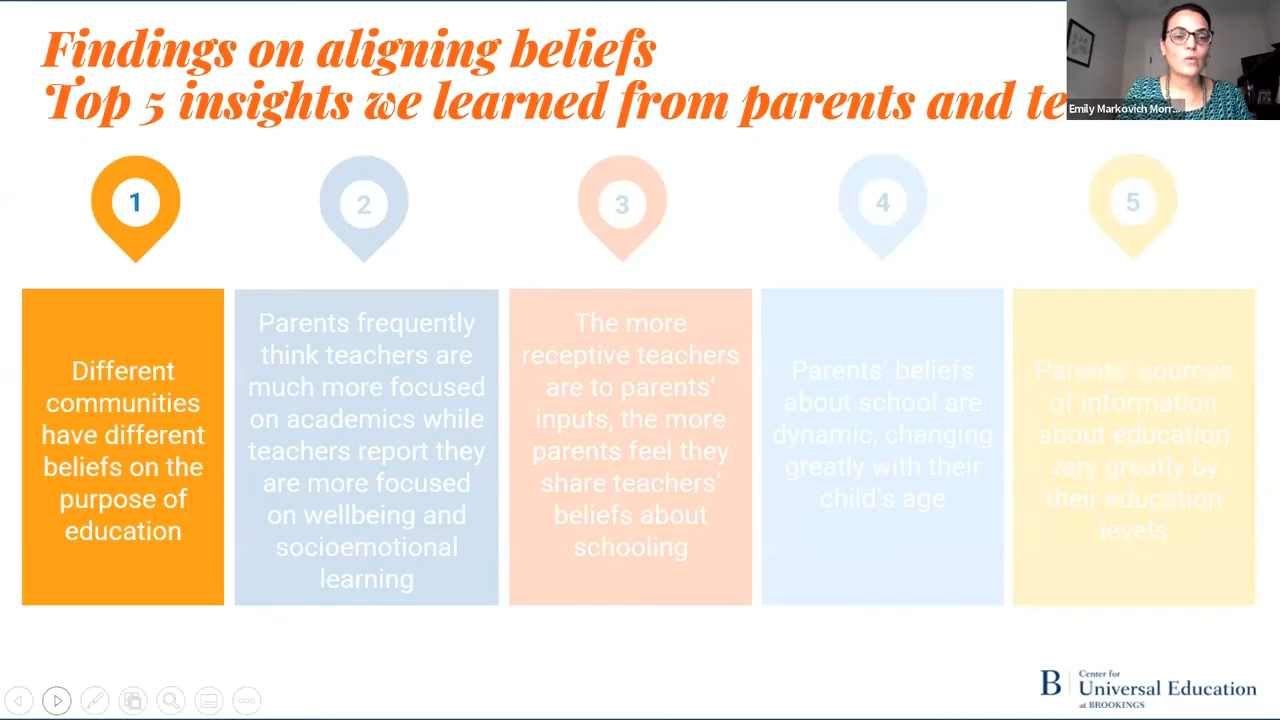 Findings on aligning beliefs
Top 5 insights we learned from parents and te
Emily Markovich Morr...
1
2
3
4
5
Different
communities
have different
beliefs on the
purpose of
education
Parents frequently
think teachers are
much more focused
on academics while
teachers report they
are more focused
on wellbeing and
socioemotional
learning
The more
receptive teachers
are to parents'
inputs, the more
parents feel they
share teachers'
beliefs about
schooling
Parents' beliefs
about school are
dynamic, changing
greatly with their
child's age
Parents' sources
of information
about education
vary greatly by
their education
levels
B
Center for
Universal Education
at BROOKINGS